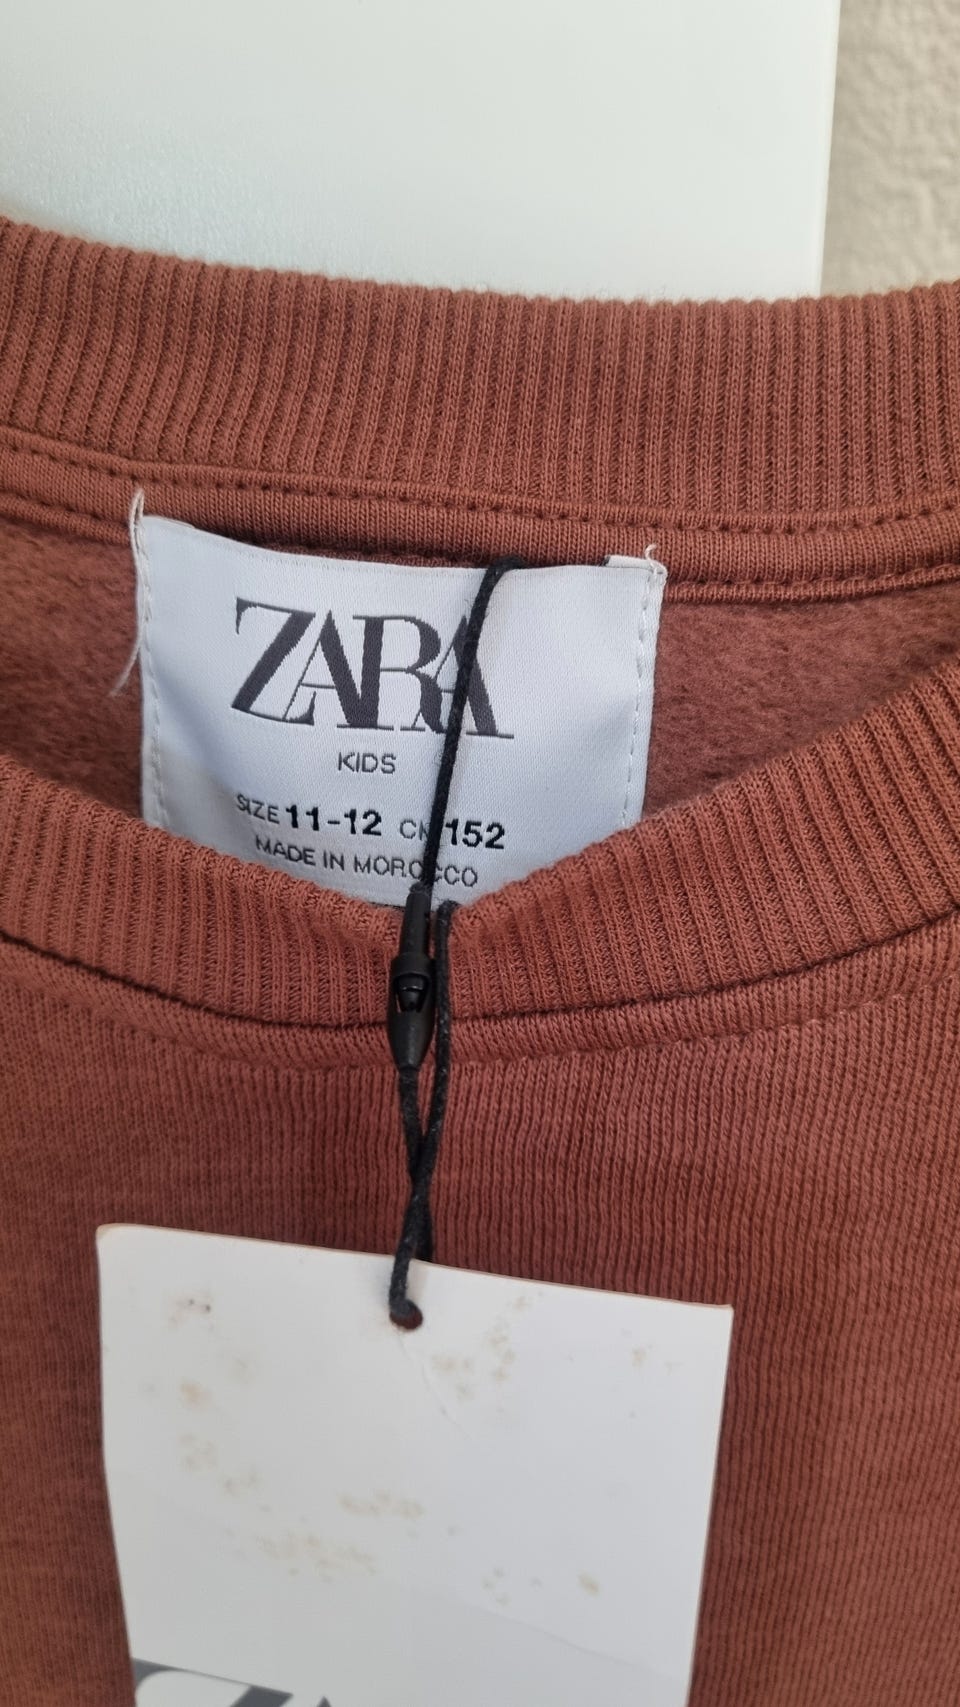 ZARA
KIDS
SIZE 11-12 CM 152
MADE IN MOROCCO